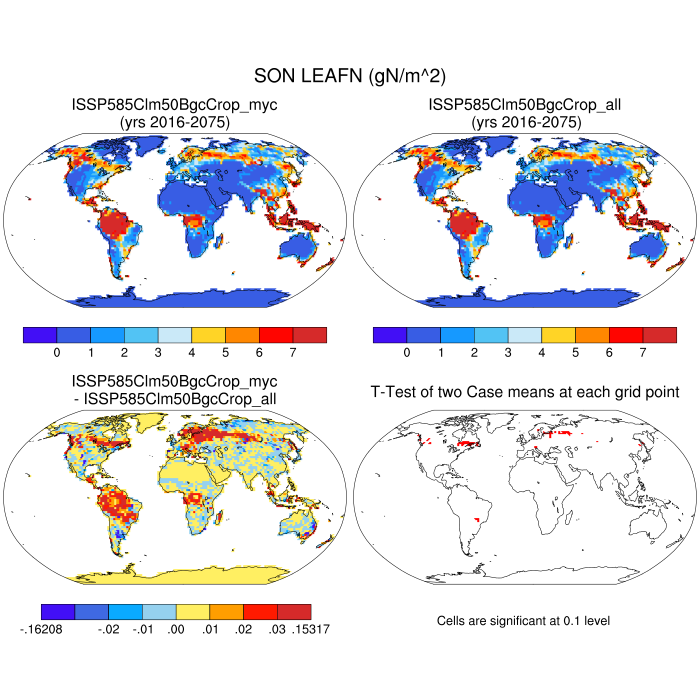 SON LEAFN (gN/m^2)
ISSP585Clm50BgcCrop_myc
(yrs 2016-2075)
ISSP585Clm50BgcCrop_all
(yrs 2016-2075)
0 1 2 3 4 5 6 7
0 1 2 3 4 5 6 7
ISSP585Clm50BgcCrop_myc
- ISSP585Clm50BgcCrop_all
T-Test of two Case means at each grid point
-.16208 -.02 -.01 .00 .01 .02 .03 .15317
Cells are significant at 0.1 level